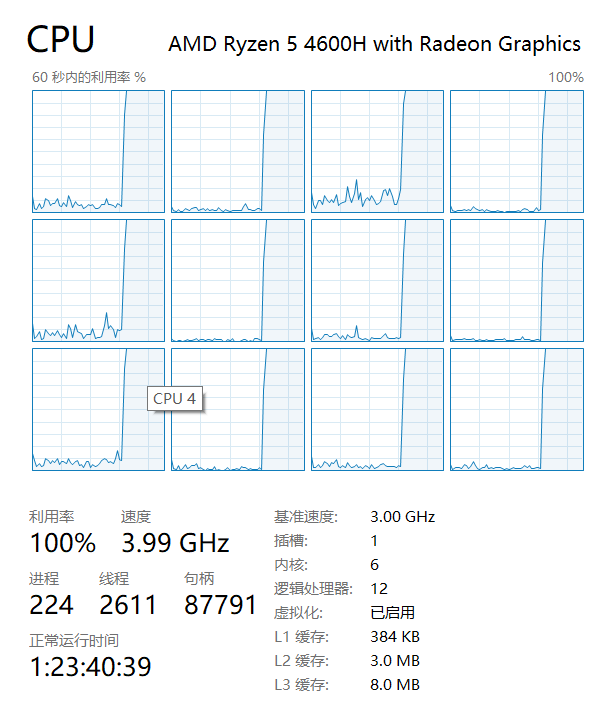 CPU
AMD Ryzen 5 4600H with Radeon Graphics
60 秒内的利用率 %
100%
CPU 4
利用率
速度
100%
3.99 GHz
进程
线程
句柄
224
2611
87791
正常运行时间
1:23:40:39
基准速度: 3.00 GHz
插槽: 1
内核: 6
逻辑处理器: 12
虚拟化: 已启用
L1 缓存: 384 KB
L2 缓存: 3.0 MB
L3 缓存: 8.0 MB